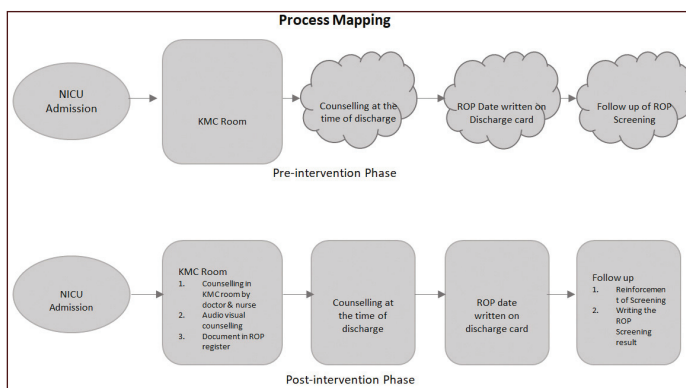 Process Mapping
NICU
Admission
KMC Room
Counselling at the
time of discharge
ROP Date written on
Discharge card
Follow up of ROP
Screening
Pre-intervention Phase
NICU
Admission
KMC Room
1. Counselling in
KMC room by
doctor & nurse
2. Audio visual
counselling
3. Document in ROP
register
Counselling at
the time of
discharge
ROP date
written on
discharge card
Follow up
1. Reinforcemen
t of Screening
2. Writing the
ROP
Screening
result
Post-intervention Phase